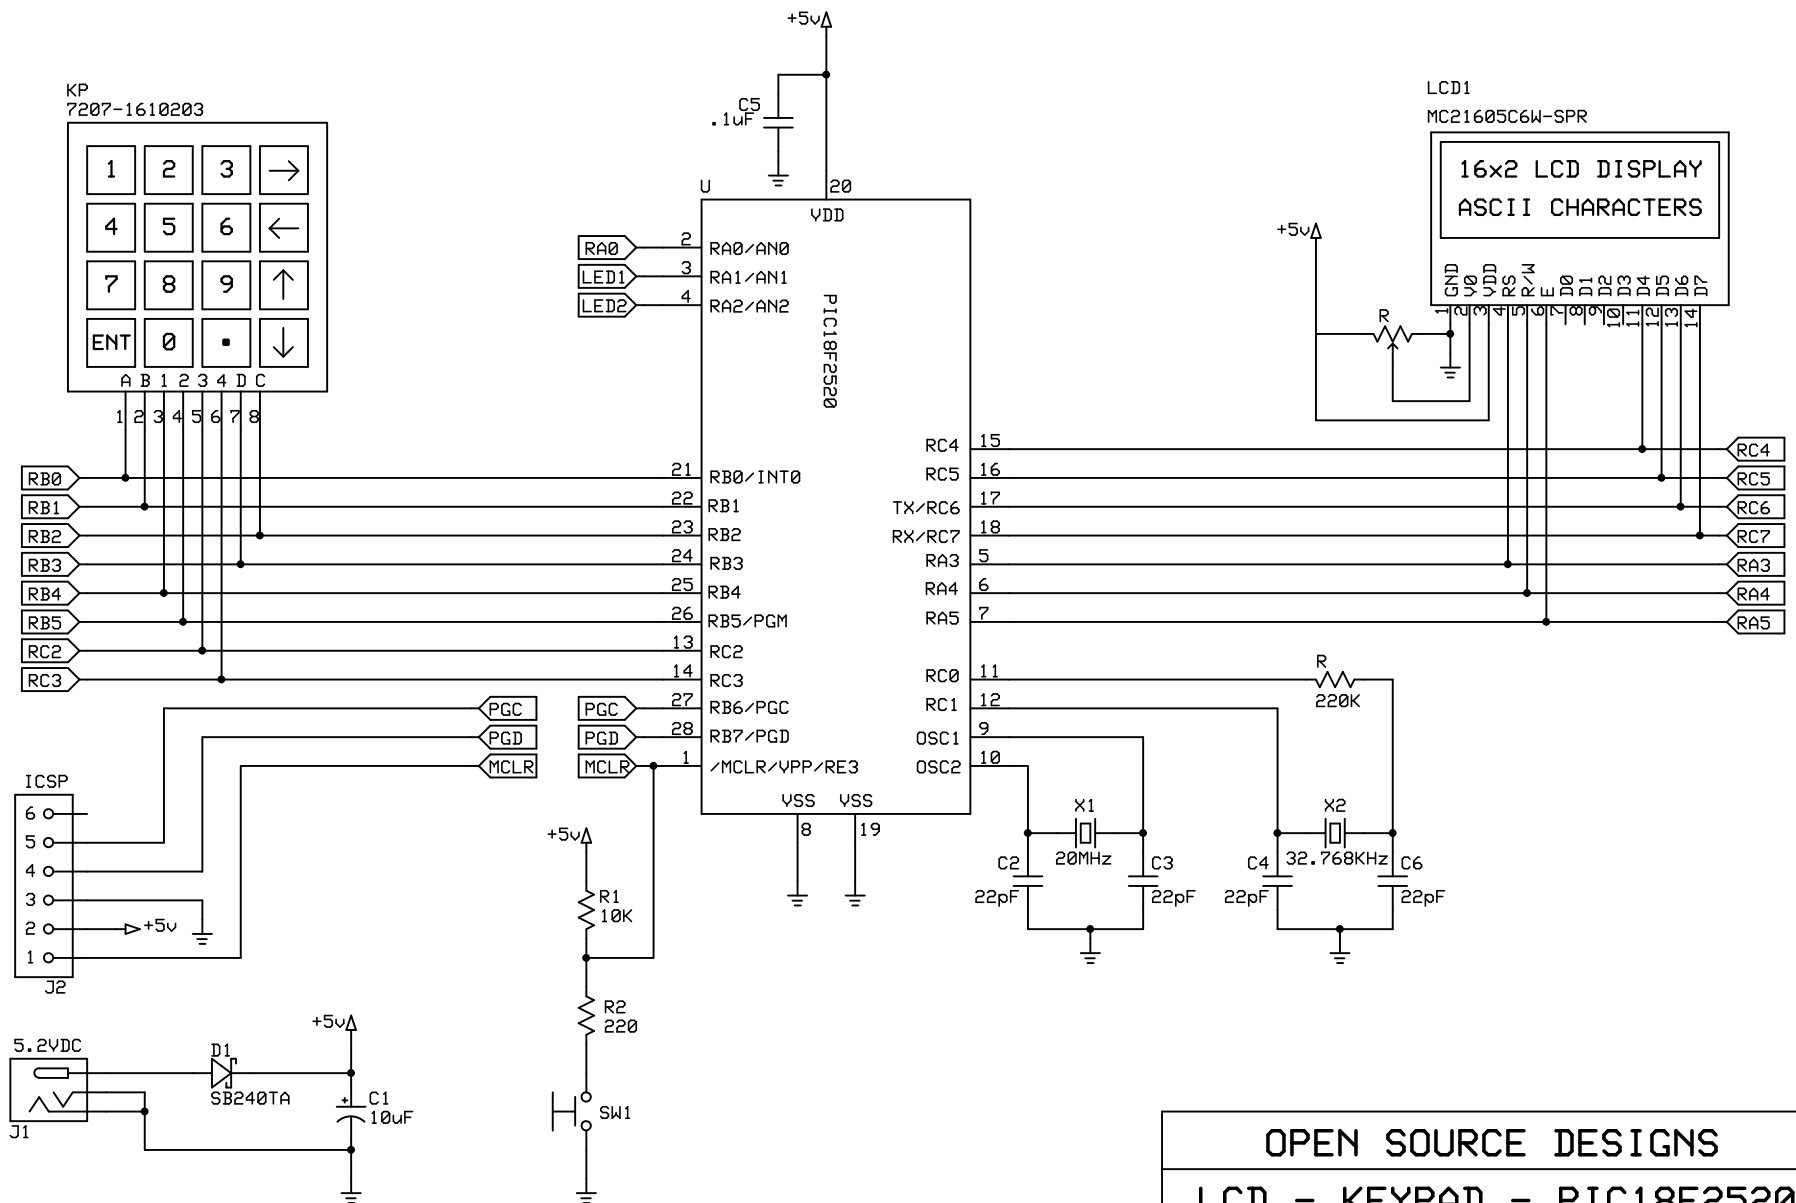 +5v
KP
7207-1610203
1 2 3 →
4 5 6 ←
7 8 9 ↑
ENT 0 . ↓
A B 1 2 3 4 D C
1 2 3 4 5 6 7 8
C5
.1uF
U
20
VDD
PIC18F2520
RA0 2 RA0/AN0
LED1 3 RA1/AN1
LED2 4 RA2/AN2
LCD1
MC21605C6W-SPR
16x2 LCD DISPLAY
ASCII CHARACTERS
GND V0 VDD RS R/W E D0 D1 D2 D3 D4 D5 D6 D7
1 2 3 4 5 6 7 8 9 10 11 12 13 14
+5v
R
RB0 21 RB0/INT0
RB1 22 RB1
RB2 23 RB2
RB3 24 RB3
RB4 25 RB4
RB5 26 RB5/PGM
RC2 13 RC2
RC3 14 RC3
PGC PGC 27 RB6/PGC
PGD PGD 28 RB7/PGD
MCLR MCLR 1 /MCLR/VPP/RE3
VSS VSS
8 19
RC4 15 RC4
RC5 16 RC5
TX/RC6 17 RC6
RX/RC7 18 RC7
RA3 5 RA3
RA4 6 RA4
RA5 7 RA5
RC0 11
R
220K
RC1 12
OSC1 9
OSC2 10
X1
20MHz
C2
22pF
C3
22pF
X2
32.768KHz
C4
22pF
C6
22pF
ICSP
6
5
4
3
2 +5v
1
J2
+5v
R1
10K
R2
220
SW1
5.2VDC
J1
D1
SB240TA
+5v
+
C1
10uF
OPEN SOURCE DESIGNS
LCD - KEYPAD - PIC18F2520